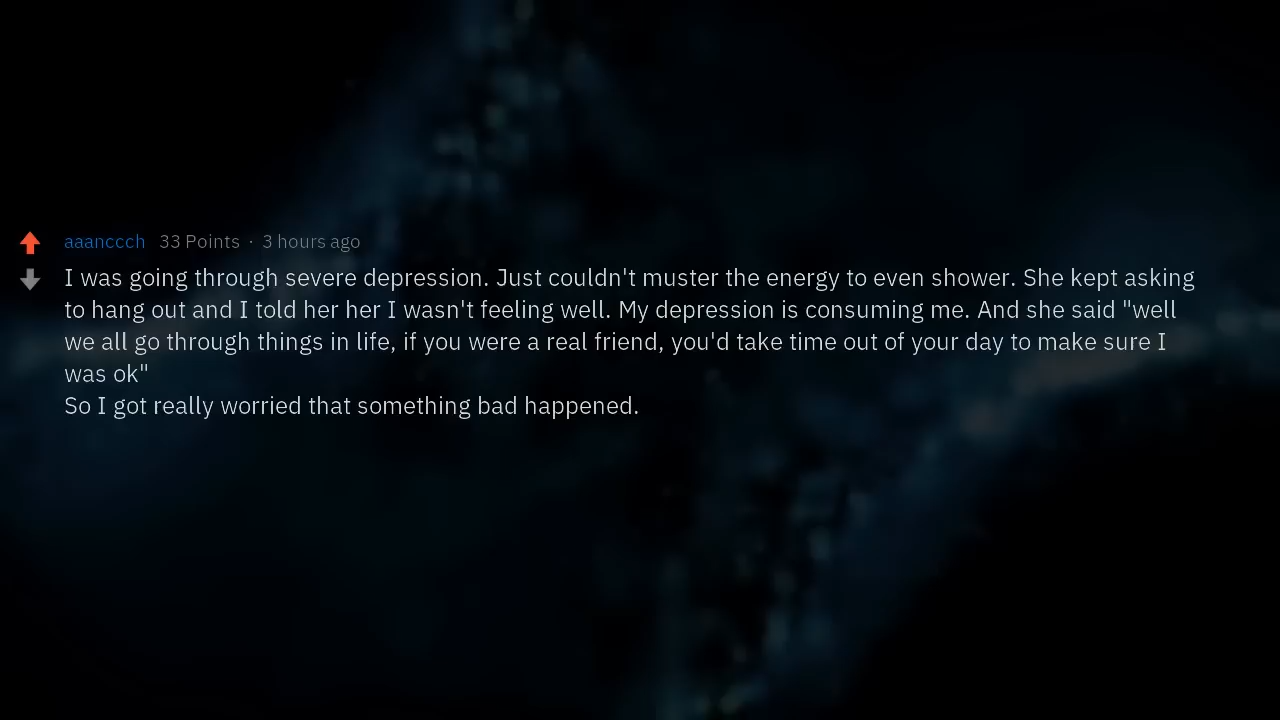 aaanccch 33 Points · 3 hours ago
I was going through severe depression. Just couldn't muster the energy to even shower. She kept asking
to hang out and I told her her I wasn't feeling well. My depression is consuming me. And she said "well
we all go through things in life, if you were a real friend, you'd take time out of your day to make sure I
was ok"
So I got really worried that something bad happened.